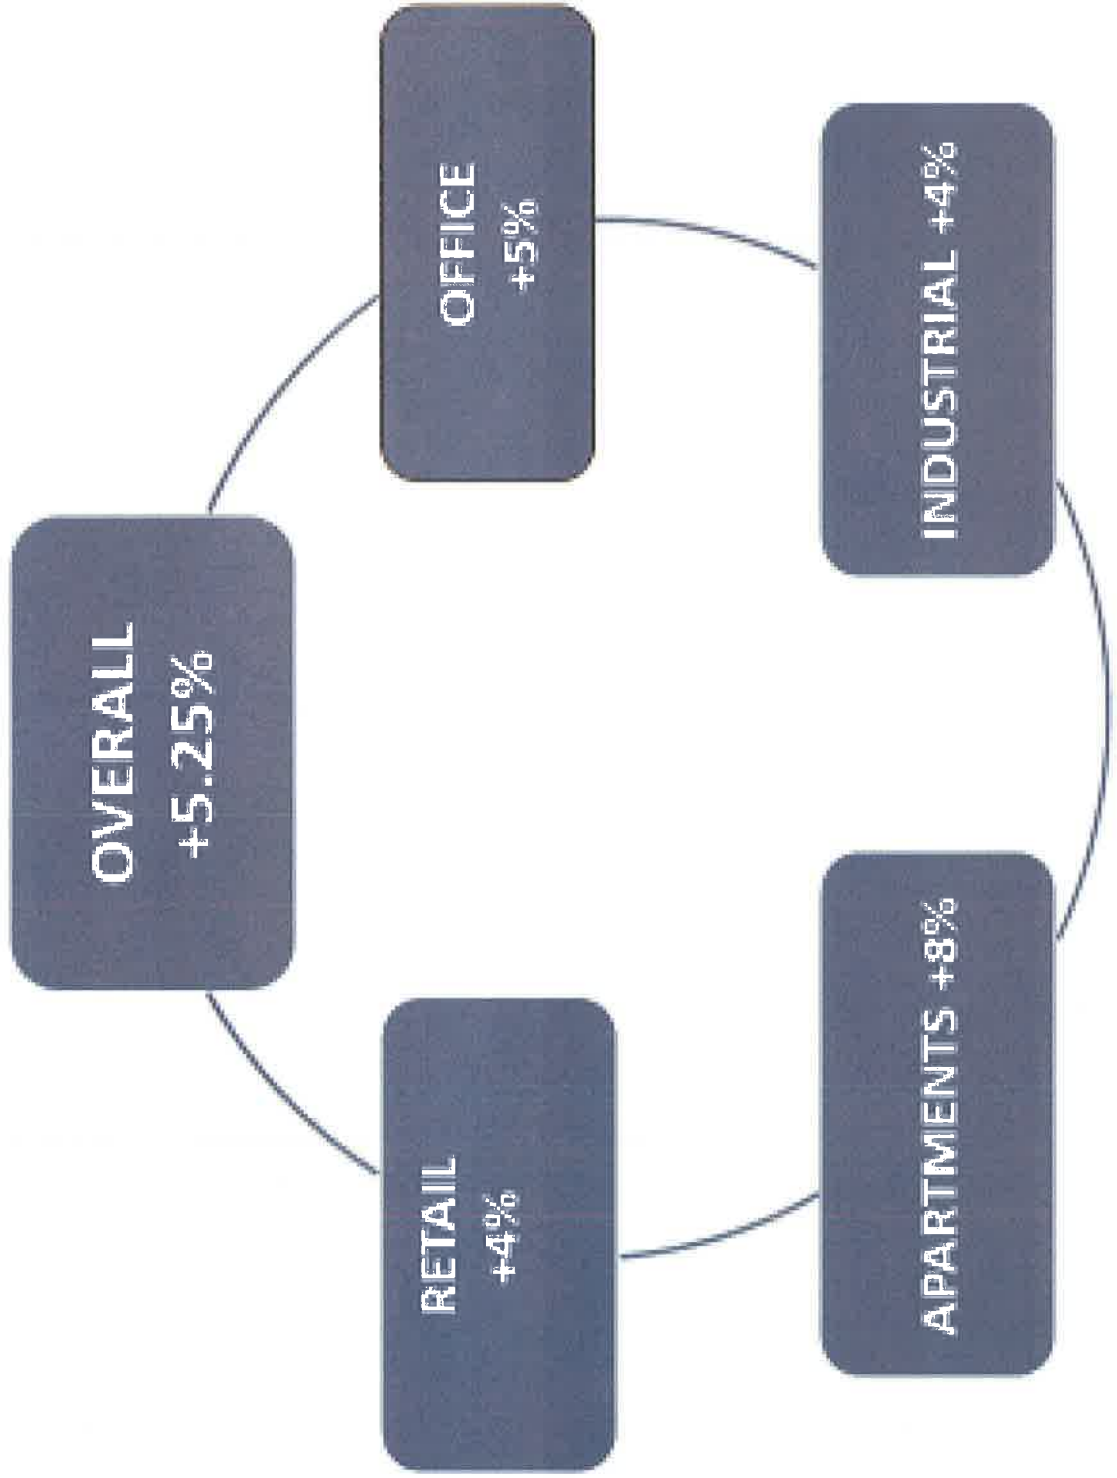 OVERALL
+5.25%
OFFICE
+5%
INDUSTRIAL +4%
APARTMENTS +8%
RETAIL
+4%